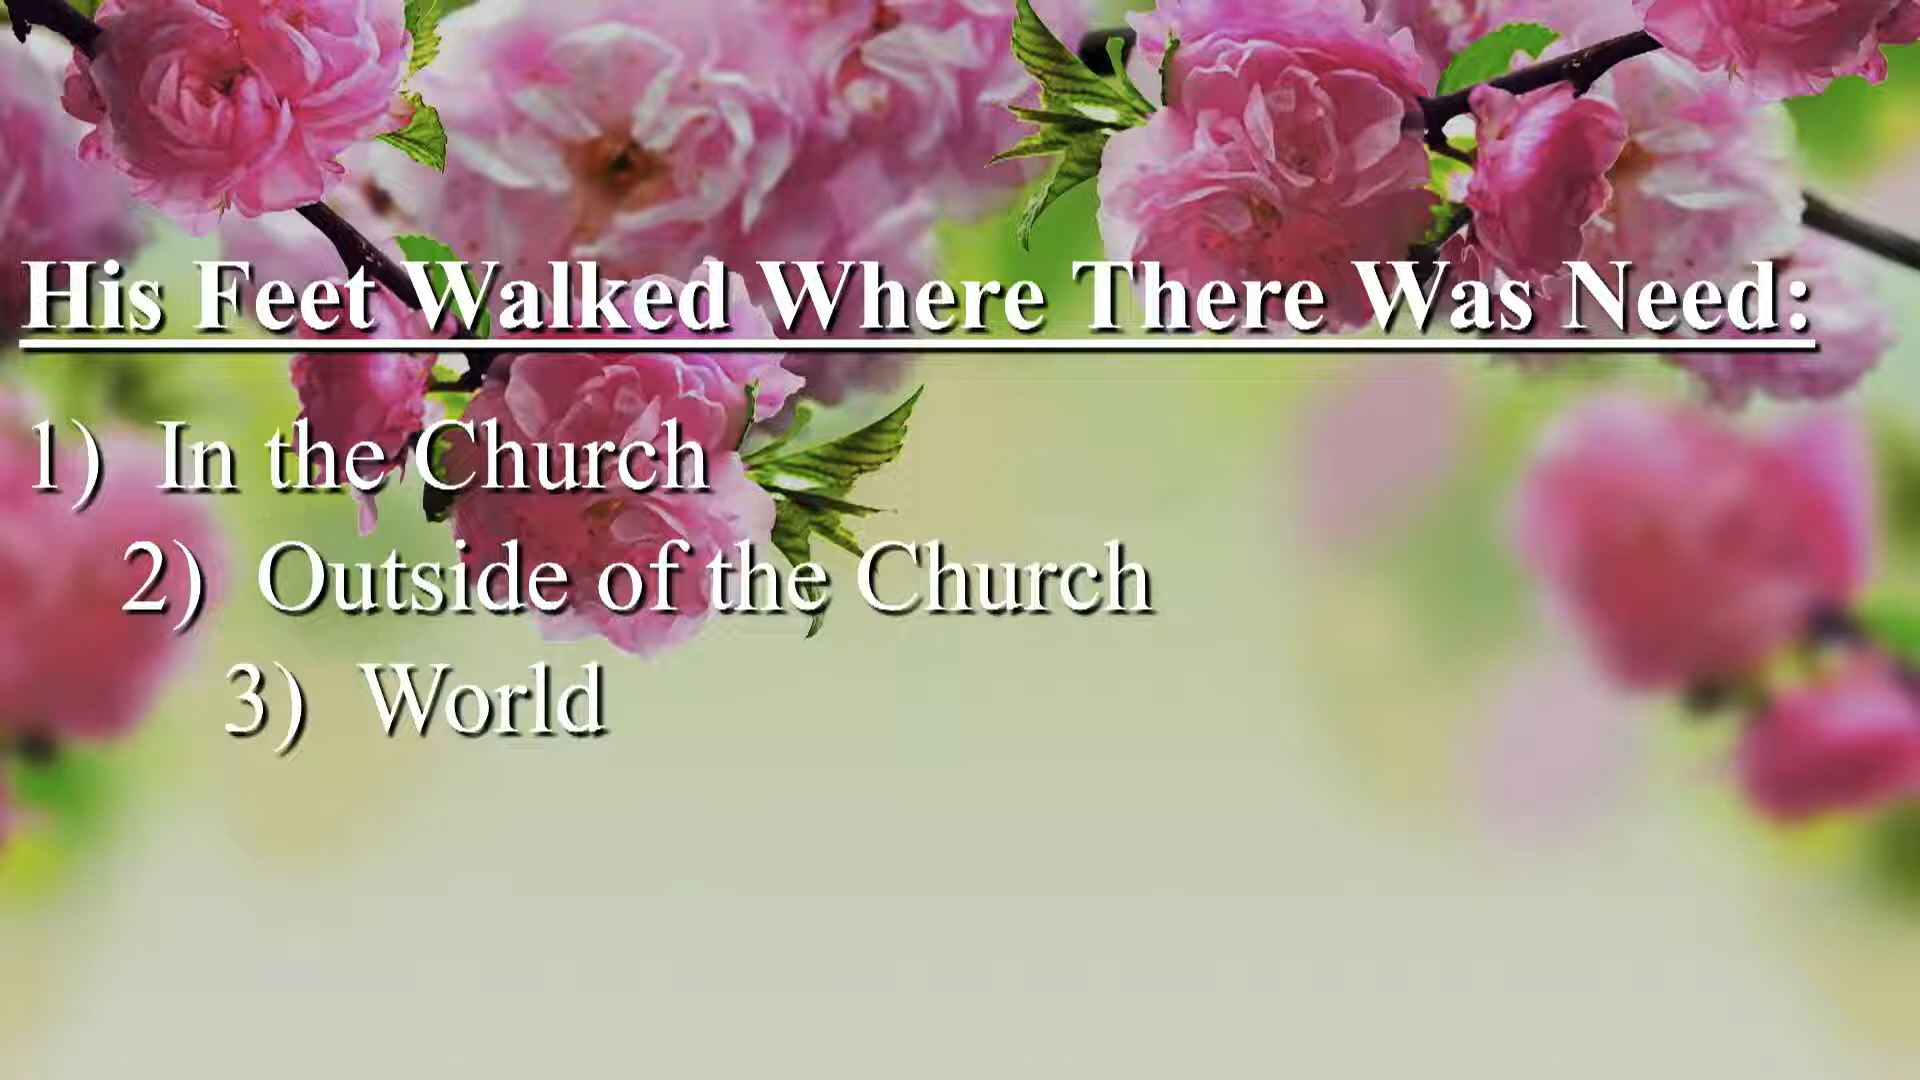 His Feet Walked Where There Was Need:
1) In the Church
2) Outside of the Church
3) World